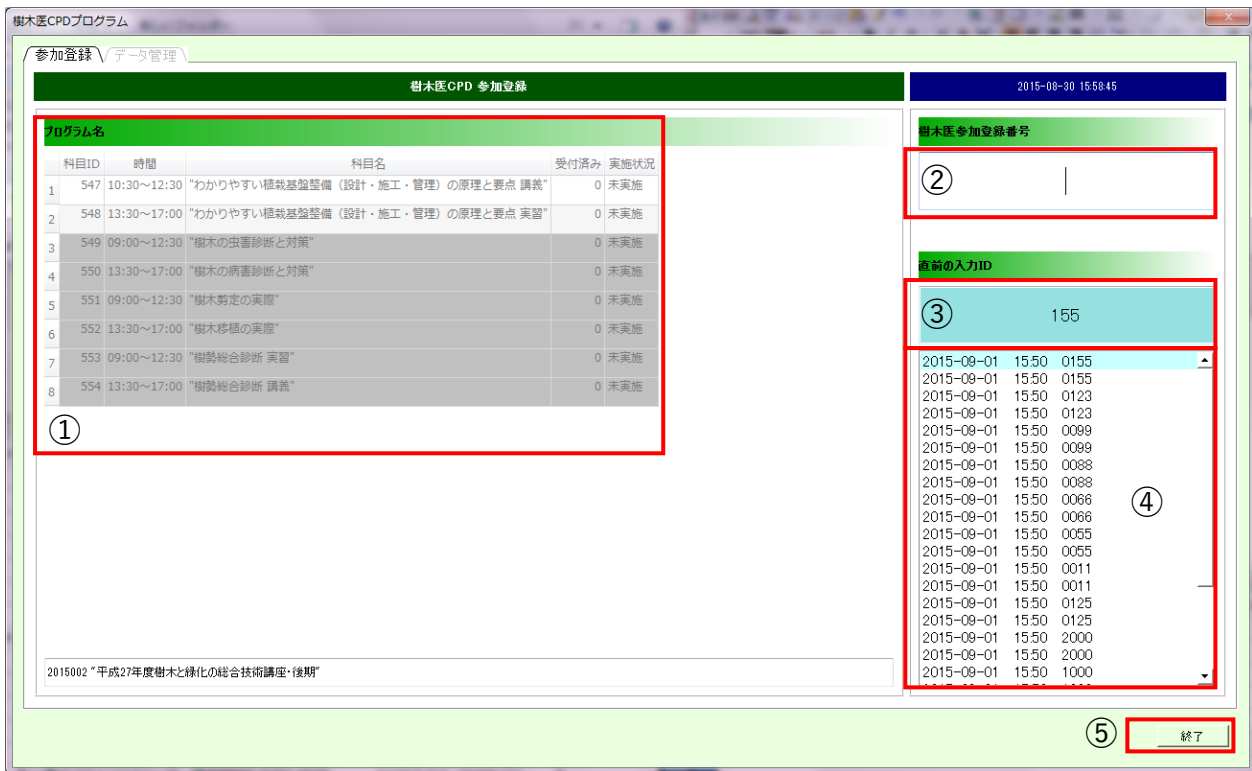 樹木医CPDプログラム
参加登録 データ管理
樹木医CPD 参加登録
2015-08-30 15:58:45
プログラム名
科目ID 時間 科目名 受付済み 実施状況
1 547 10:30～12:30 "わかりやすい植栽基盤整備（設計・施工・管理）の原理と要点 講義" 0 未実施
2 548 13:30～17:00 "わかりやすい植栽基盤整備（設計・施工・管理）の原理と要点 実習" 0 未実施
3 549 09:00～12:30 "樹木の虫害診断と対策" 0 未実施
4 550 13:30～17:00 "樹木の病害診断と対策" 0 未実施
5 551 09:00～12:30 "樹木剪定の実際" 0 未実施
6 552 13:30～17:00 "樹木移植の実際" 0 未実施
7 553 09:00～12:30 "樹勢総合診断 実習" 0 未実施
8 554 13:30～17:00 "樹勢総合診断 講義" 0 未実施
①
2015002 "平成27年度樹木と緑化の総合技術講座・後期"
樹木医参加登録番号
②
直前の入力ID
③ 155
2015-09-01 15:50 0155
2015-09-01 15:50 0155
2015-09-01 15:50 0123
2015-09-01 15:50 0123
2015-09-01 15:50 0099
2015-09-01 15:50 0099
2015-09-01 15:50 0088
2015-09-01 15:50 0088
2015-09-01 15:50 0066
2015-09-01 15:50 0066
2015-09-01 15:50 0055
2015-09-01 15:50 0055
2015-09-01 15:50 0011
2015-09-01 15:50 0011
2015-09-01 15:50 0125
2015-09-01 15:50 0125
2015-09-01 15:50 2000
2015-09-01 15:50 2000
2015-09-01 15:50 1000
④
⑤ 終了